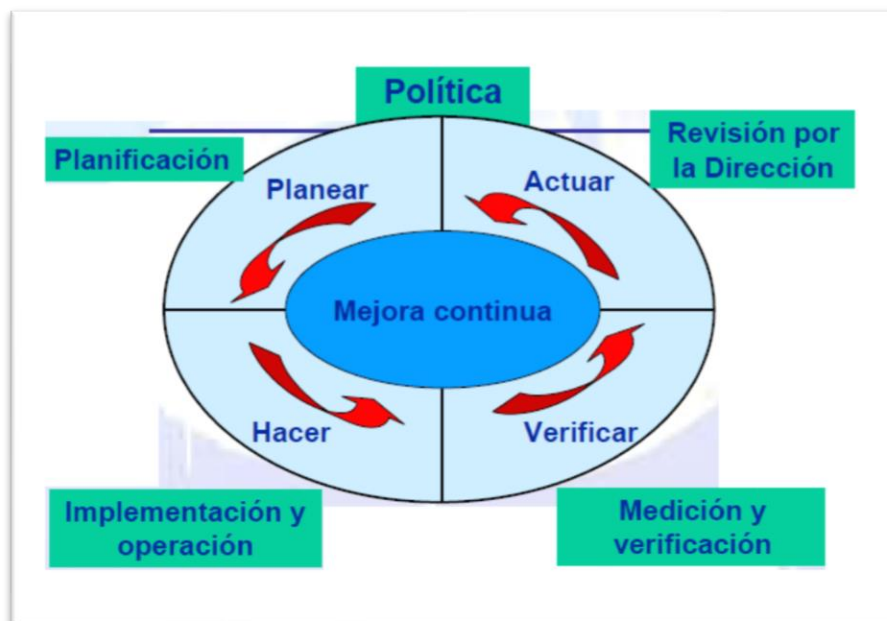 Política
Planificación
Revisión por
la Dirección
Planear
Actuar
Mejora continua
Hacer
Verificar
Implementación y
operación
Medición y
verificación